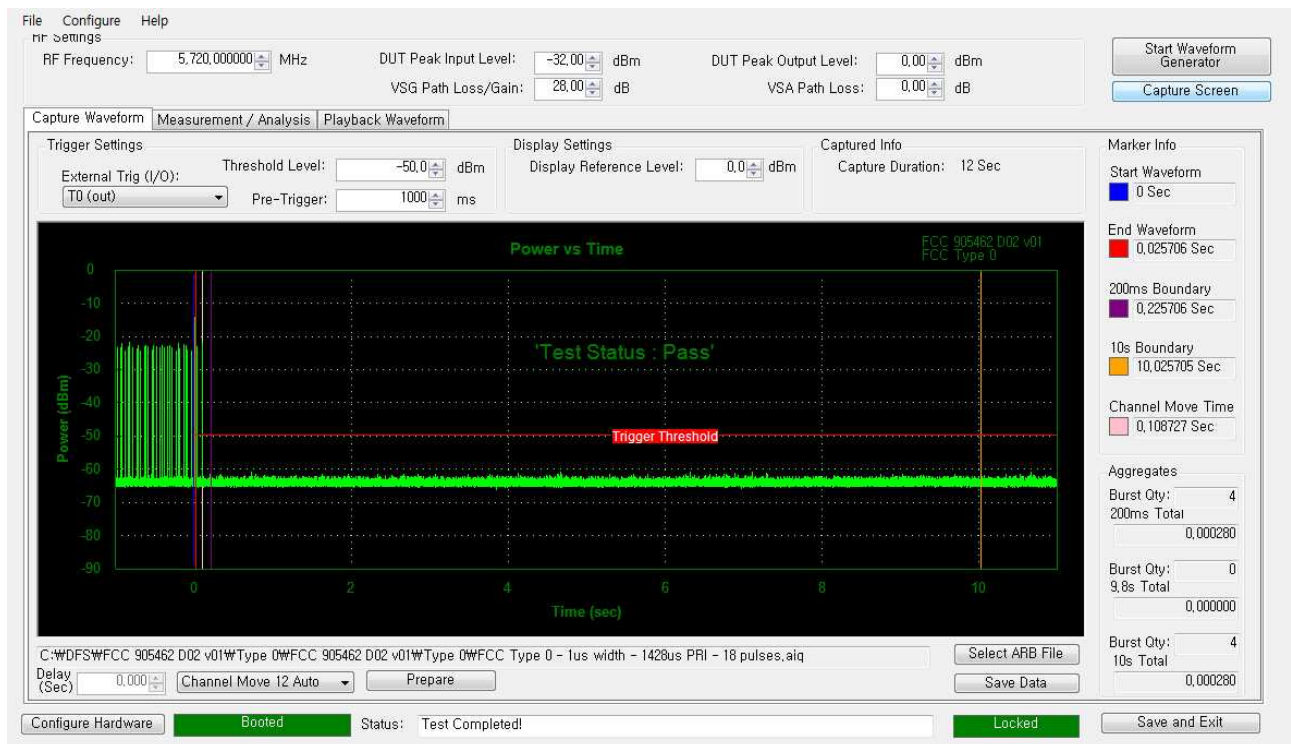 File Configure Help
RF Settings
RF Frequency: 5,720,000000 MHz DUT Peak Input Level: -32,00 dBm DUT Peak Output Level: 0,00 dBm Start Waveform Generator
VSG Path Loss/Gain: 28,00 dB VSA Path Loss: 0,00 dB Capture Screen
Capture Waveform Measurement / Analysis Playback Waveform
Trigger Settings Display Settings Captured Info Marker Info
External Trig (I/O): Threshold Level: -50,0 dBm Display Reference Level: 0,0 dBm Capture Duration: 12 Sec Start Waveform
T0 (out) Pre-Trigger: 1000 ms 0 Sec
End Waveform
0,025706 Sec
200ms Boundary
0,225706 Sec
10s Boundary
10,025705 Sec
Channel Move Time
0,108727 Sec
Power vs Time
FCC 905462 D02 v01
FCC Type 0
0
-10
-20
'Test Status : Pass'
-30
-40
-50
Trigger Threshold
-60
-70
-80
-90
Power (dBm)
0 2 4 6 8 10
Time (sec)
Aggregates
Burst Qty: 4
200ms Total
0,000280
Burst Qty: 0
9,8s Total
0,000000
Burst Qty: 4
10s Total
0,000280
C:₩DFS₩FCC 905462 D02 v01₩Type 0₩FCC 905462 D02 v01₩Type 0₩FCC Type 0 - 1us width - 1428us PRI - 18 pulses,aiq Select ARB File
Delay (Sec) 0,000 Channel Move 12 Auto Prepare Save Data
Configure Hardware Booted Status: Test Completed! Locked Save and Exit